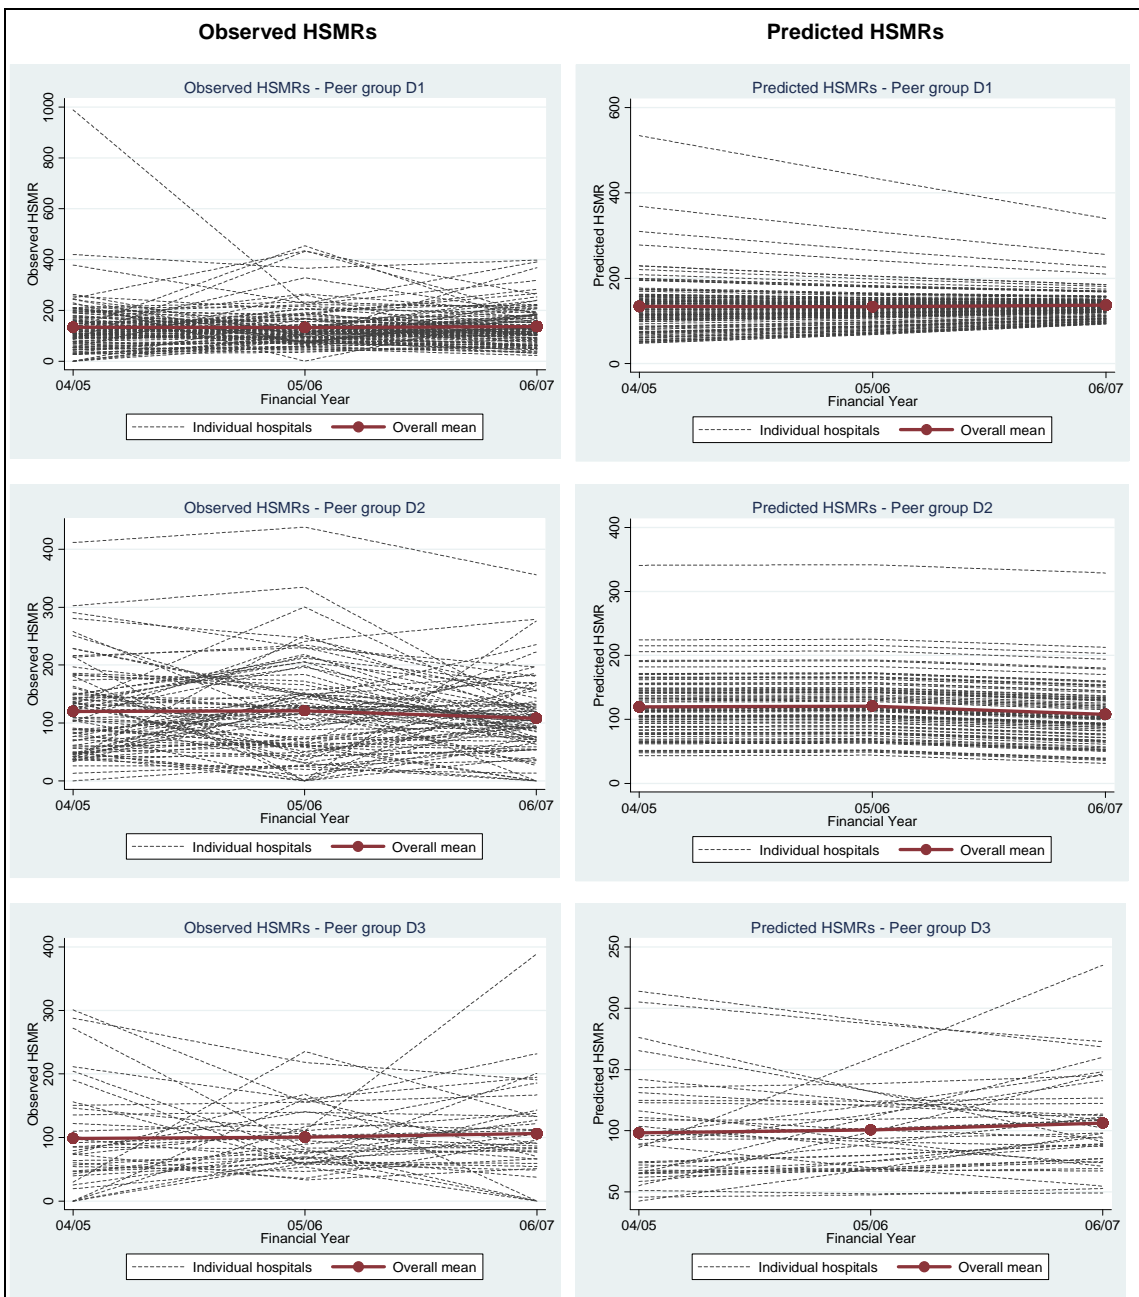 Observed HSMRs
Predicted HSMRs
Observed HSMRs - Peer group D1
Observed HSMR
1000
800
600
400
200
0
04/05
05/06
06/07
Financial Year
Individual hospitals
Overall mean
Predicted HSMRs - Peer group D1
Predicted HSMR
600
400
200
0
04/05
05/06
06/07
Financial Year
Individual hospitals
Overall mean
Observed HSMRs - Peer group D2
Observed HSMR
400
300
200
100
0
04/05
05/06
06/07
Financial Year
Individual hospitals
Overall mean
Predicted HSMRs - Peer group D2
Predicted HSMR
400
300
200
100
0
04/05
05/06
06/07
Financial Year
Individual hospitals
Overall mean
Observed HSMRs - Peer group D3
Observed HSMR
400
300
200
100
0
04/05
05/06
06/07
Financial Year
Individual hospitals
Overall mean
Predicted HSMRs - Peer group D3
Predicted HSMR
250
200
150
100
50
04/05
05/06
06/07
Financial Year
Individual hospitals
Overall mean